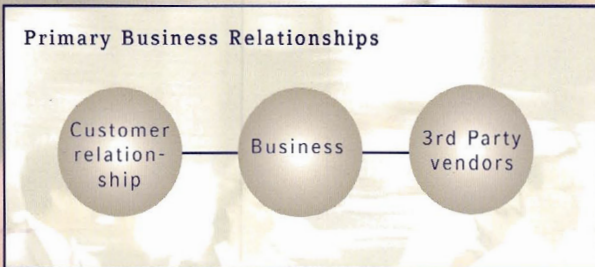 Primary Business Relationships
Customer
relation-
ship
Business
3rd Party
vendors